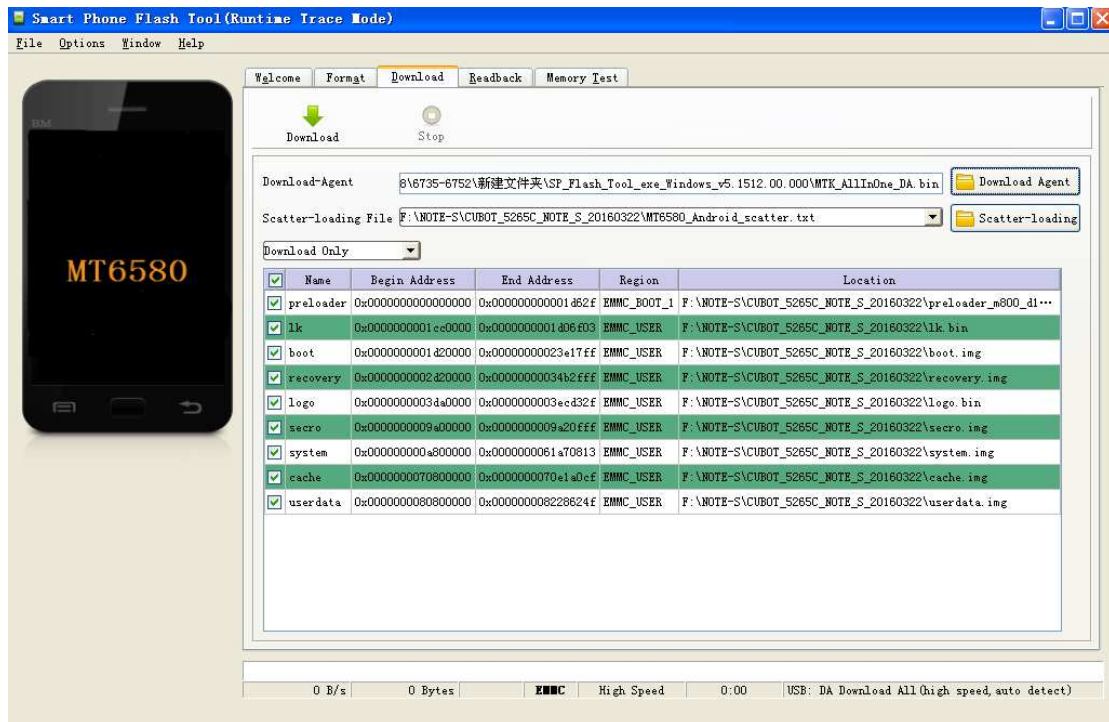 Smart Phone Flash Tool(Runtime Trace Mode)
File Options Window Help
Welcome Format Download Readback Memory Test
BM
Download Stop
Download-Agent 8\6735-6752\新建文件夹\SP_Flash_Tool_exe_Windows_v5.1512.00.000\MTK_AllInOne_DA.bin Download Agent
Scatter-loading File F:\NOTE-S\CUBOT_5265C_NOTE_S_20160322\MT6580_Android_scatter.txt Scatter-loading
Download Only
MT6580
Name Begin Address End Address Region Location
preloader 0x0000000000000000 0x000000000001d62f EMMC_BOOT_1 F:\NOTE-S\CUBOT_5265C_NOTE_S_20160322\preloader_m800_d1...
lk 0x0000000001cc0000 0x0000000001d06f03 EMMC_USER F:\NOTE-S\CUBOT_5265C_NOTE_S_20160322\lk.bin
boot 0x0000000001d20000 0x00000000023e17ff EMMC_USER F:\NOTE-S\CUBOT_5265C_NOTE_S_20160322\boot.img
recovery 0x0000000002d20000 0x00000000034b2fff EMMC_USER F:\NOTE-S\CUBOT_5265C_NOTE_S_20160322\recovery.img
logo 0x0000000003da0000 0x0000000003ecd32f EMMC_USER F:\NOTE-S\CUBOT_5265C_NOTE_S_20160322\logo.bin
secro 0x0000000009a00000 0x0000000009a20fff EMMC_USER F:\NOTE-S\CUBOT_5265C_NOTE_S_20160322\secro.img
system 0x000000000a800000 0x0000000061a70813 EMMC_USER F:\NOTE-S\CUBOT_5265C_NOTE_S_20160322\system.img
cache 0x0000000070800000 0x0000000070e1a0cf EMMC_USER F:\NOTE-S\CUBOT_5265C_NOTE_S_20160322\cache.img
userdata 0x0000000080800000 0x000000008228624f EMMC_USER F:\NOTE-S\CUBOT_5265C_NOTE_S_20160322\userdata.img
0 B/s 0 Bytes EMMC High Speed 0:00 USB: DA Download All(high speed, auto detect)